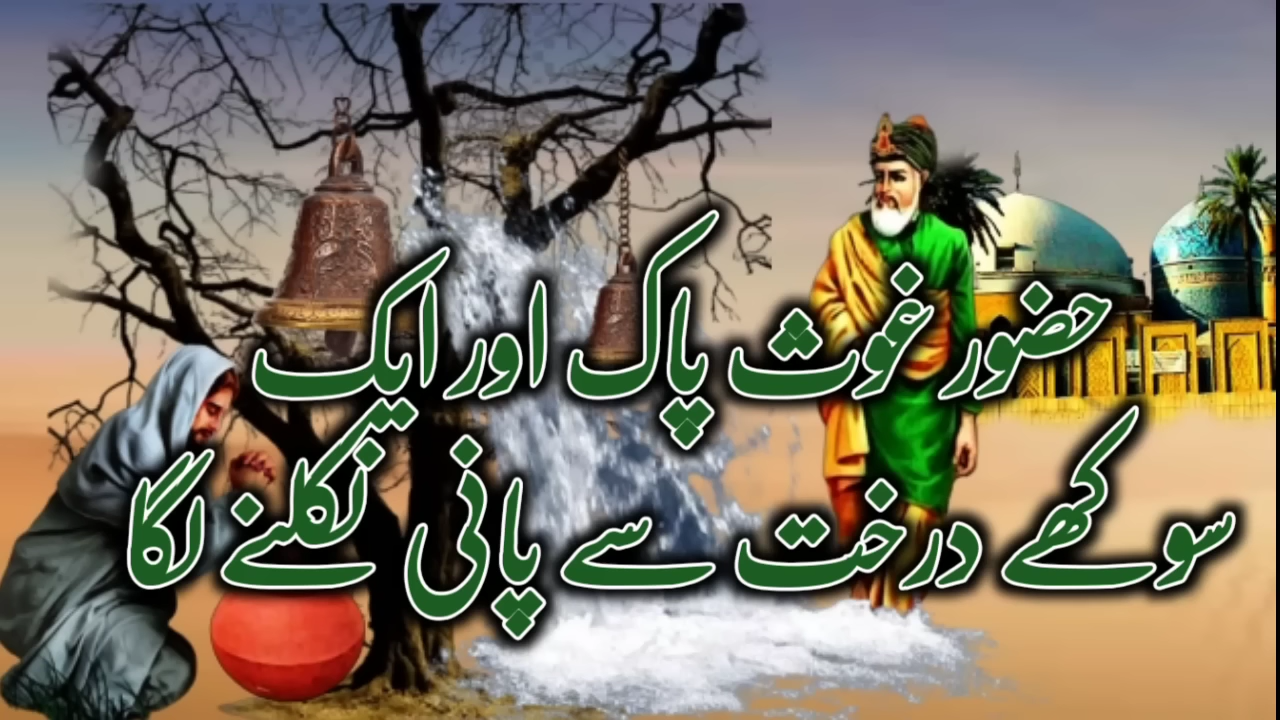 حضور غوث پاک اور ایک
سوکھے درخت سے پانی نکلنے لگا